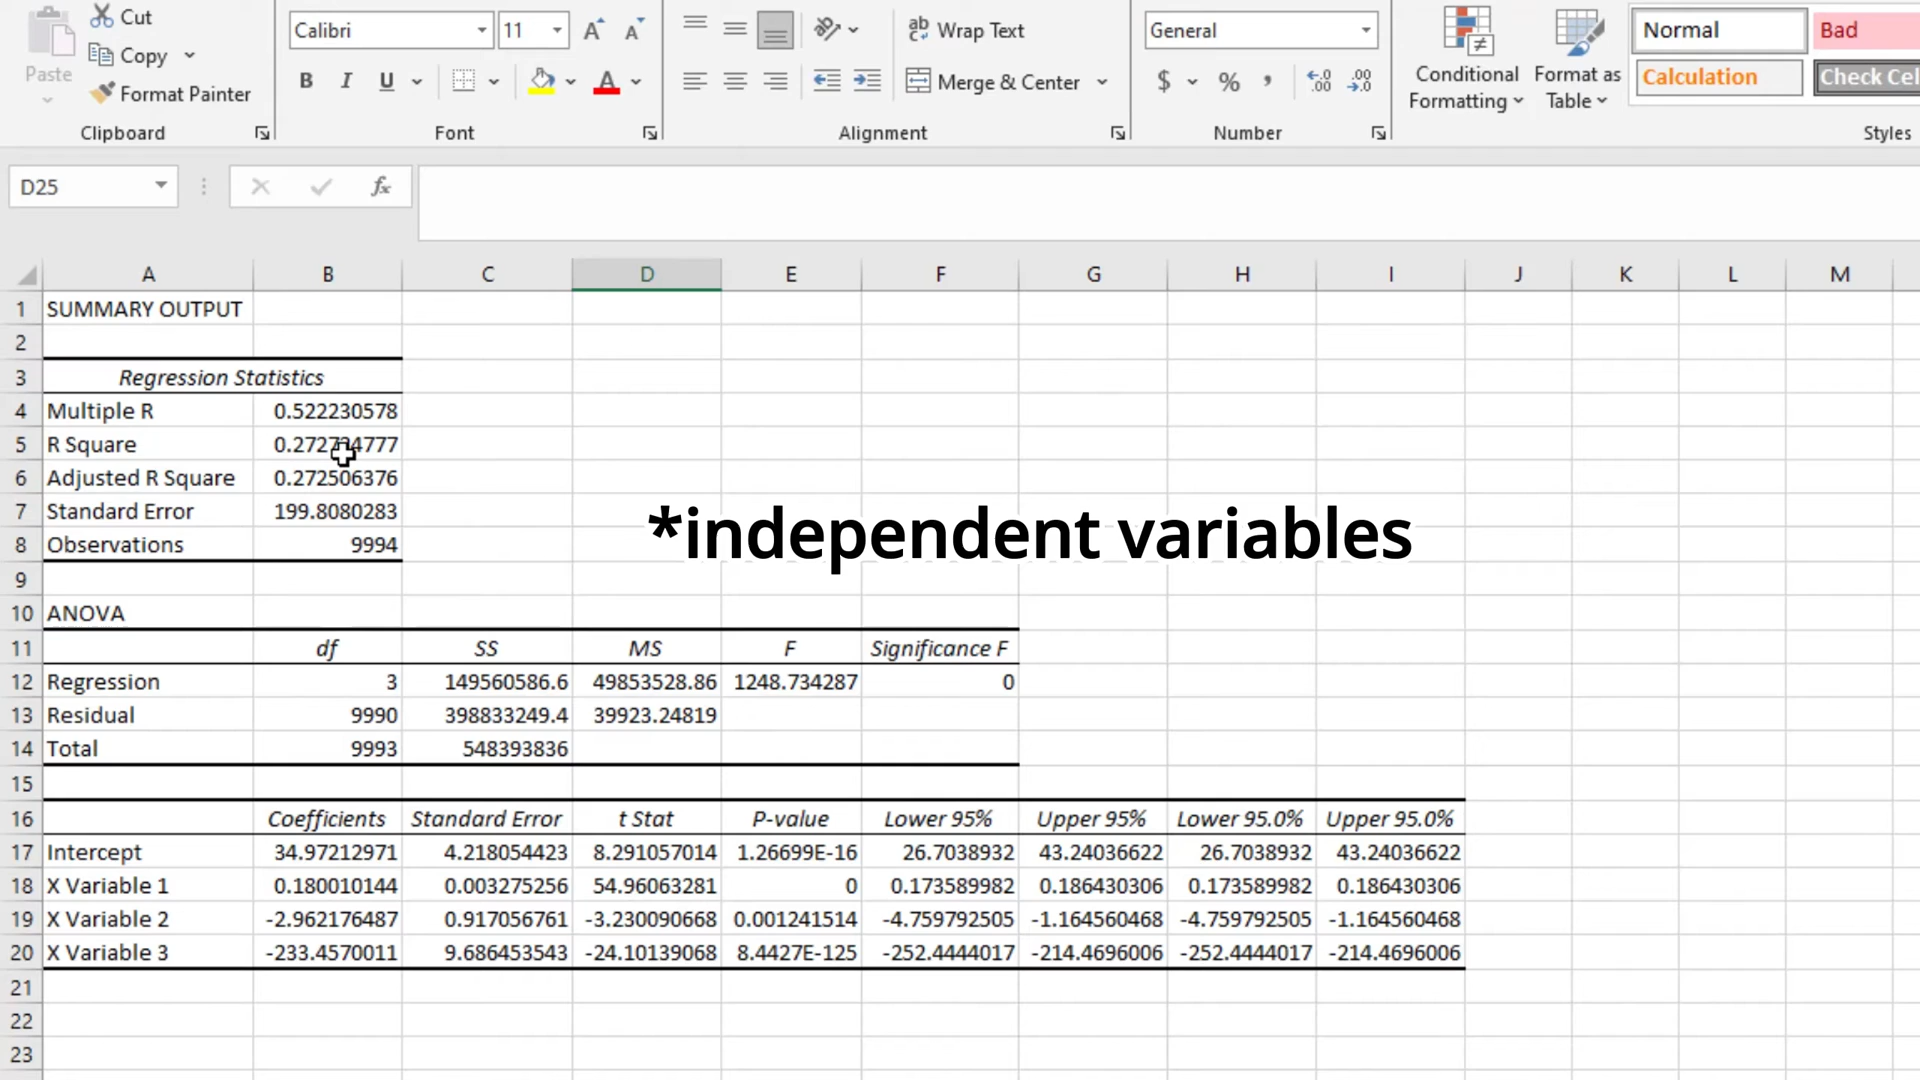 Cut
Copy
Paste
Format Painter
Clipboard
Calibri
11
A A
B I U
A
Font
ab
c
Wrap Text
Merge & Center
Alignment
General
$ % ,
Number
Conditional
Formatting
Format as
Table
Normal
Bad
Calculation
Check Cel
Styles
D25
fx
A B C D E F G H I J K L M
1 SUMMARY OUTPUT
2
3 Regression Statistics
4 Multiple R 0.522230578
5 R Square
6 Adjusted R Square 0.272506376
7 Standard Error 199.8080283
*independent variables
8 Observations 9994
9
10 ANOVA
11 df SS MS F Significance F
12 Regression 3 149560586.6 49853528.86 1248.734287 0
13 Residual 9990 398833249.4 39923.24819
14 Total 9993 548393836
15
16 Coefficients Standard Error t Stat P-value Lower 95% Upper 95% Lower 95.0% Upper 95.0%
17 Intercept 34.97212971 4.218054423 8.291057014 1.26699E-16 26.7038932 43.24036622 26.7038932 43.24036622
18 X Variable 1 0.180010144 0.003275256 54.96063281 0 0.173589982 0.186430306 0.173589982 0.186430306
19 X Variable 2 -2.962176487 0.917056761 -3.230090668 0.001241514 -4.759792505 -1.164560468 -4.759792505 -1.164560468
20 X Variable 3 -233.4570011 9.686453543 -24.10139068 8.4427E-125 -252.4444017 -214.4696006 -252.4444017 -214.4696006
21
22
23